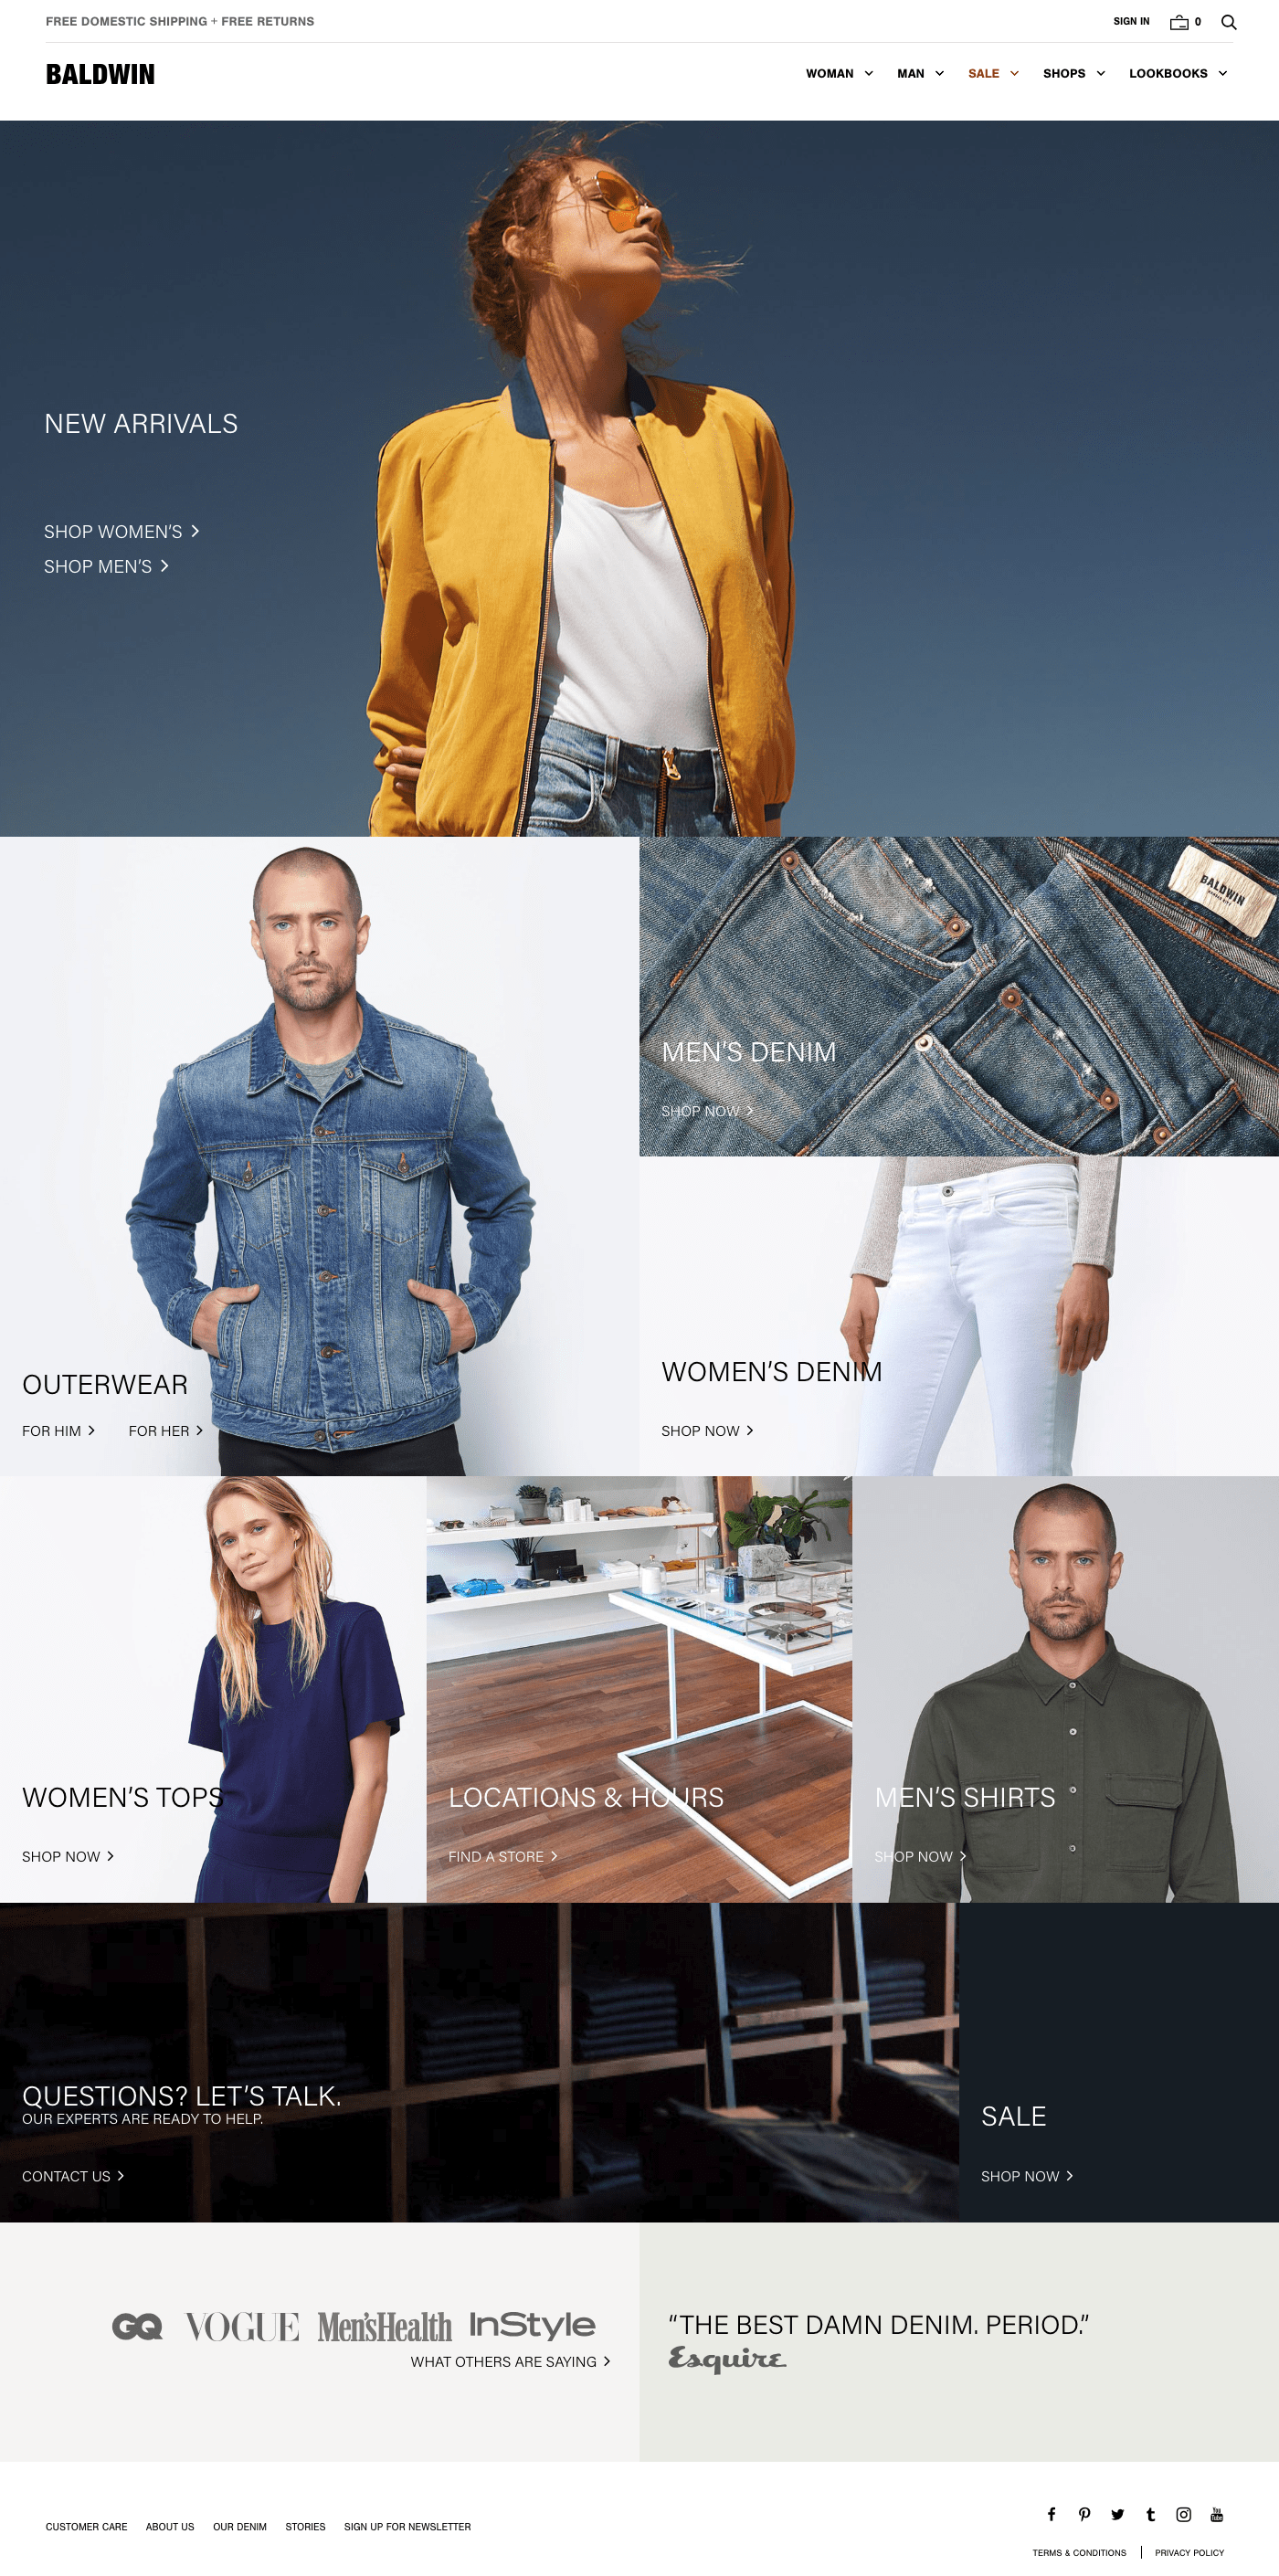 FREE DOMESTIC SHIPPING + FREE RETURNS
SIGN IN
0
BALDWIN
WOMAN
MAN
SALE
SHOPS
LOOKBOOKS
NEW ARRIVALS
SHOP WOMEN'S
SHOP MEN'S
BALDWIN
MEN'S DENIM
SHOP NOW
OUTERWEAR
FOR HIM
FOR HER
WOMEN'S DENIM
SHOP NOW
WOMEN'S TOPS
SHOP NOW
LOCATIONS & HOURS
FIND A STORE
MEN'S SHIRTS
SHOP NOW
QUESTIONS? LET'S TALK.
OUR EXPERTS ARE READY TO HELP.
CONTACT US
SALE
SHOP NOW
GQ
VOGUE
Men'sHealth
InStyle
WHAT OTHERS ARE SAYING
“THE BEST DAMN DENIM. PERIOD.”
Esquire
CUSTOMER CARE
ABOUT US
OUR DENIM
STORIES
SIGN UP FOR NEWSLETTER
You Tube
TERMS & CONDITIONS
PRIVACY POLICY